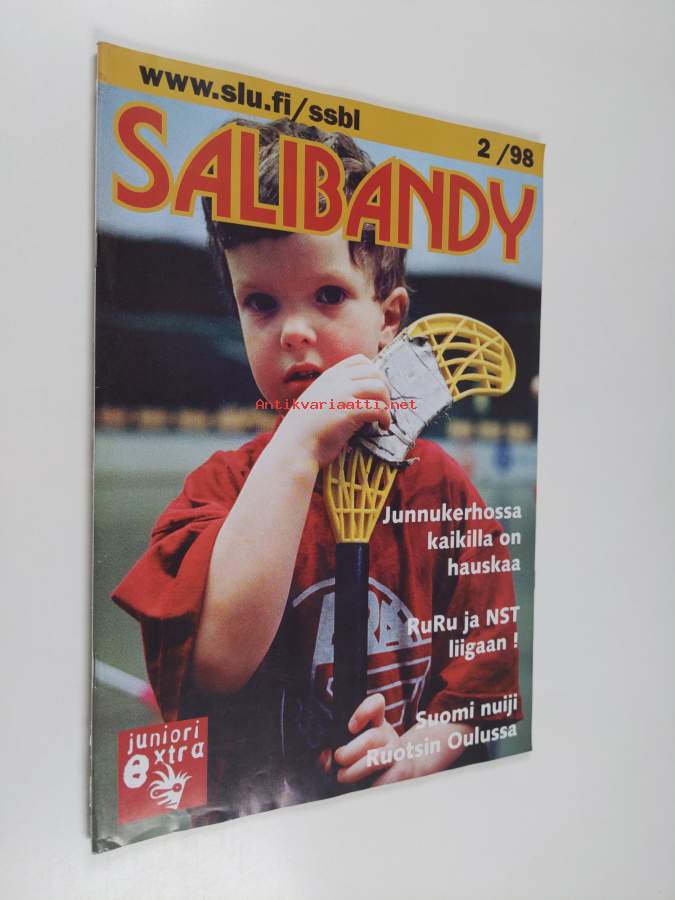 www.slu.fi/ssbl
2 /98
SALIBANDY
Antikvariaatti.net
Junnukerhossa
kaikilla on
hauskaa
RuRu ja NST
liigaan !
Suomi nuiji
Ruotsin Oulussa
juniori
extra